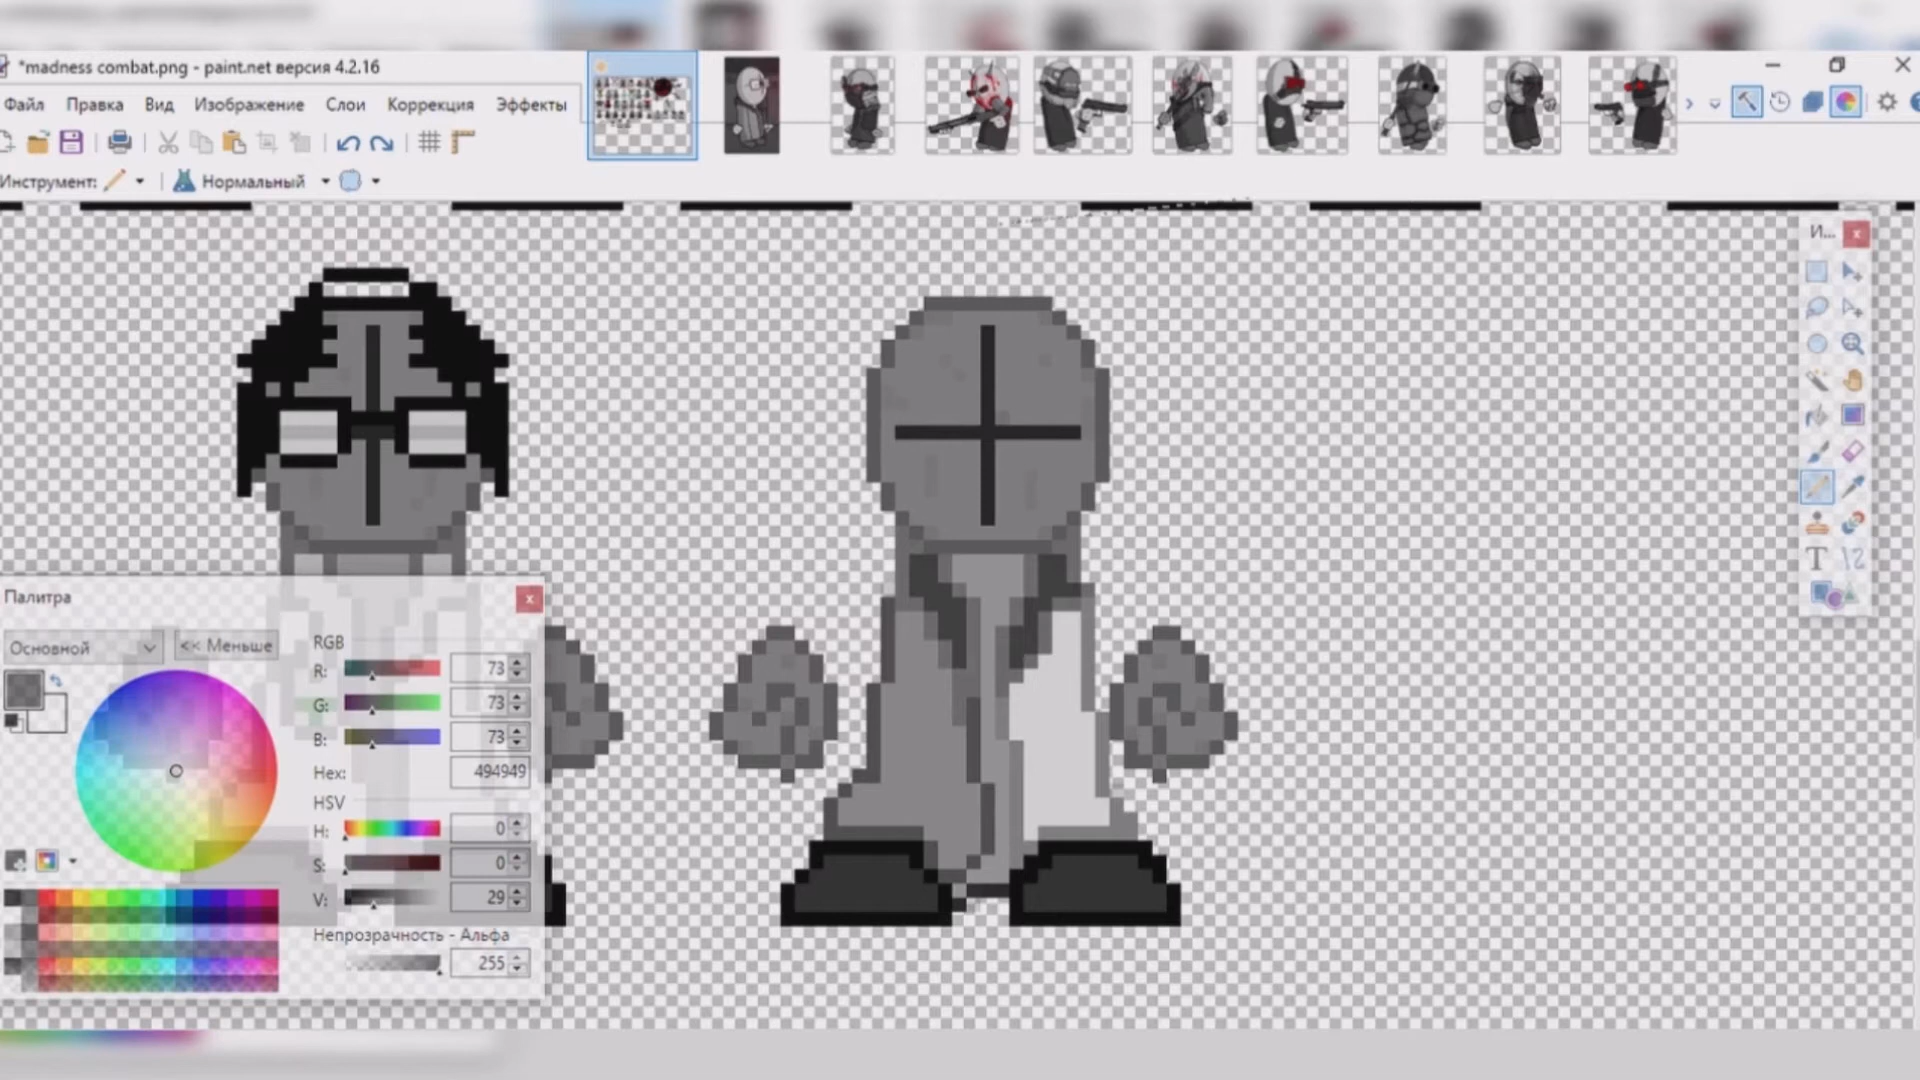 *madness combat.png - paint.net версия 4.2.16
Файл Правка Вид Изображение Слои Коррекция Эффекты
Инструмент: Нормальный
И...
T
Палитра
Основной << Меньше
RGB
R: 73
G: 73
B: 73
Hex: 494949
HSV
H: 0
S: 0
V: 29
Непрозрачность - Альфа
255